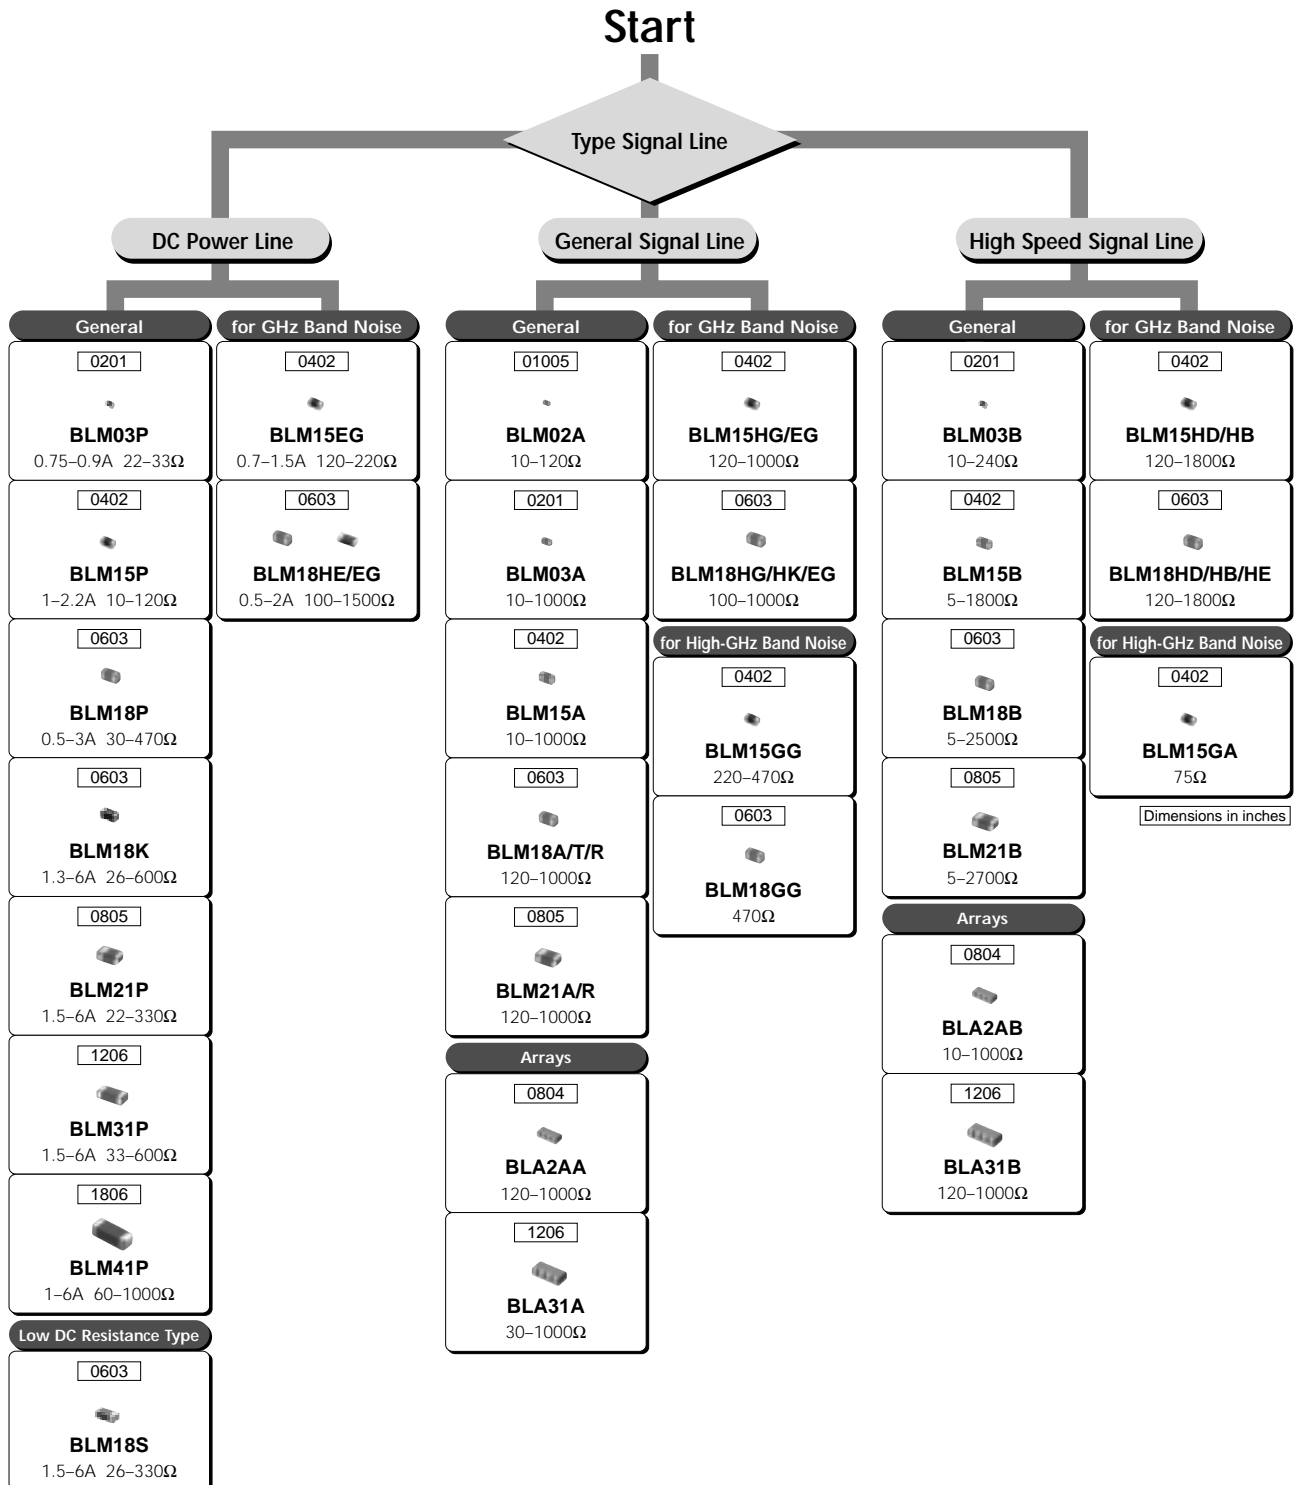 Start
Type Signal Line
DC Power Line
General
0201
BLM03P
0.75–0.9A 22–33Ω
0402
BLM15P
1–2.2A 10–120Ω
0603
BLM18P
0.5–3A 30–470Ω
0603
BLM18K
1.3–6A 26–600Ω
0805
BLM21P
1.5–6A 22–330Ω
1206
BLM31P
1.5–6A 33–600Ω
1806
BLM41P
1–6A 60–1000Ω
Low DC Resistance Type
0603
BLM18S
1.5–6A 26–330Ω
for GHz Band Noise
0402
BLM15EG
0.7–1.5A 120–220Ω
0603
BLM18HE/EG
0.5–2A 100–1500Ω
General Signal Line
General
01005
BLM02A
10–120Ω
0201
BLM03A
10–1000Ω
0402
BLM15A
10–1000Ω
0603
BLM18A/T/R
120–1000Ω
0805
BLM21A/R
120–1000Ω
Arrays
0804
BLA2AA
120–1000Ω
1206
BLA31A
30–1000Ω
for GHz Band Noise
0402
BLM15HG/EG
120–1000Ω
0603
BLM18HG/HK/EG
100–1000Ω
for High-GHz Band Noise
0402
BLM15GG
220–470Ω
0603
BLM18GG
470Ω
High Speed Signal Line
General
0201
BLM03B
10–240Ω
0402
BLM15B
5–1800Ω
0603
BLM18B
5–2500Ω
0805
BLM21B
5–2700Ω
Arrays
0804
BLA2AB
10–1000Ω
1206
BLA31B
120–1000Ω
for GHz Band Noise
0402
BLM15HD/HB
120–1800Ω
0603
BLM18HD/HB/HE
120–1800Ω
for High-GHz Band Noise
0402
BLM15GA
75Ω
Dimensions in inches